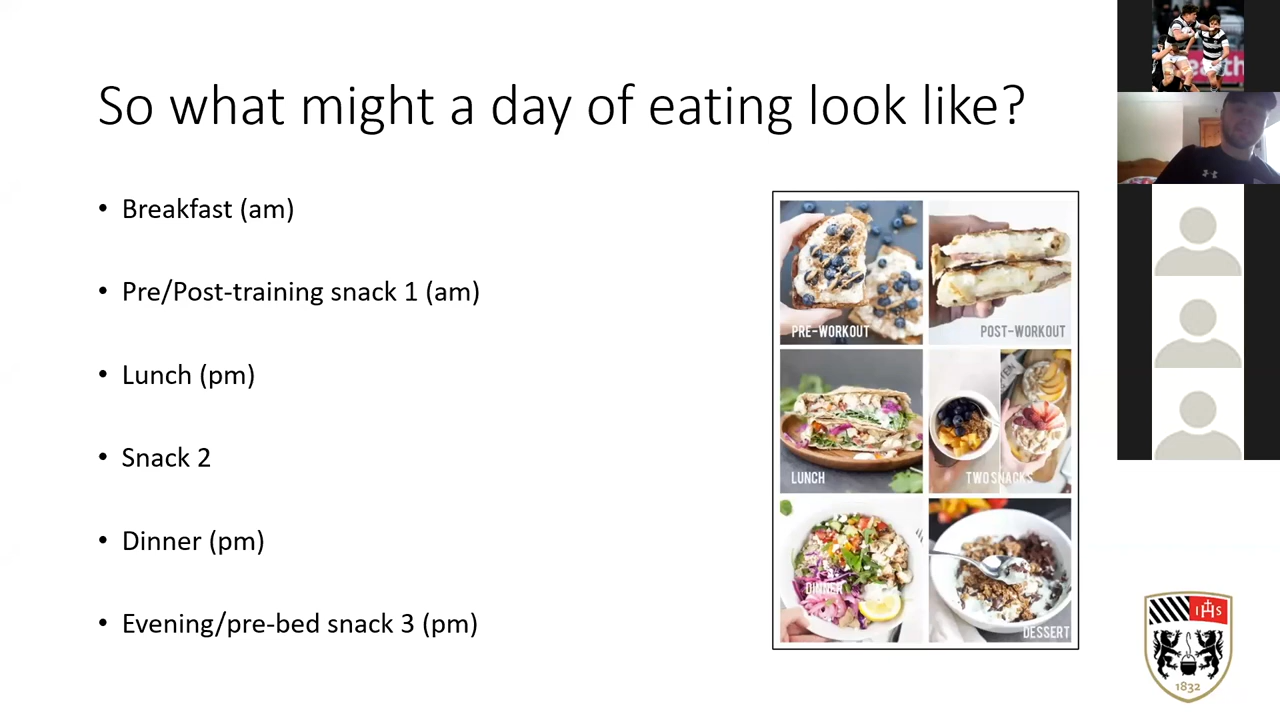 So what might a day of eating look like?
• Breakfast (am)
• Pre/Post-training snack 1 (am)
• Lunch (pm)
• Snack 2
• Dinner (pm)
• Evening/pre-bed snack 3 (pm)
PRE-WORKOUT
POST-WORKOUT
LUNCH
TWO SNACKS
DINNER
DESSERT
IHS
1832